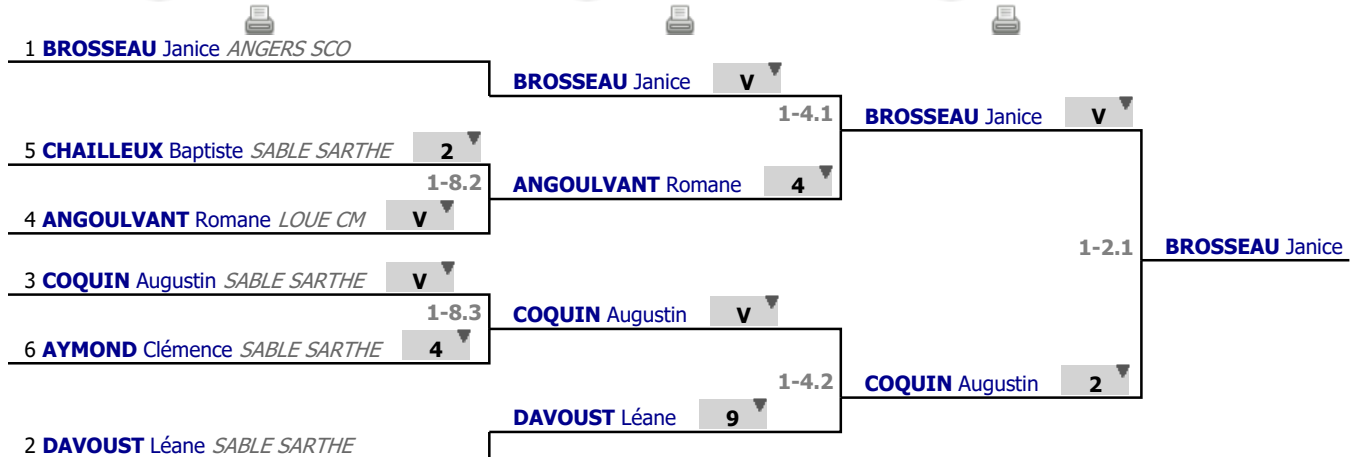 1 BROSSEAU Janice ANGERS SCO
BROSSEAU Janice V
1-4.1
BROSSEAU Janice V
5 CHAILLEUX Baptiste SABLE SARTHE 2
1-8.2
ANGOULVANT Romane 4
4 ANGOULVANT Romane LOUE CM V
1-2.1
BROSSEAU Janice
3 COQUIN Augustin SABLE SARTHE V
1-8.3
COQUIN Augustin V
6 AYMOND Clémence SABLE SARTHE 4
1-4.2
COQUIN Augustin 2
DAVOUST Léane 9
2 DAVOUST Léane SABLE SARTHE